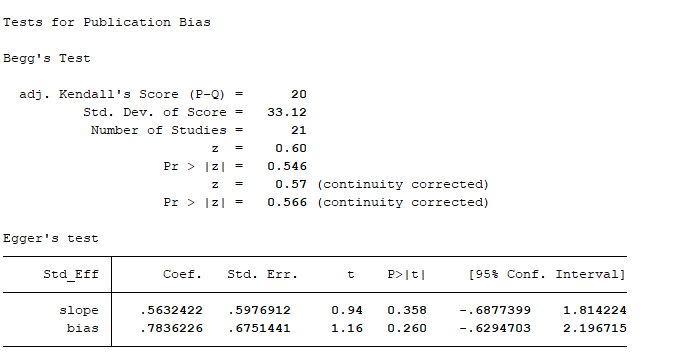 Tests for Publication Bias
Begg's Test
adj. Kendall's Score (P-Q) = 20
Std. Dev. of Score = 33.12
Number of Studies = 21
z = 0.60
Pr > |z| = 0.546
z = 0.57 (continuity corrected)
Pr > |z| = 0.566 (continuity corrected)
Egger's test
Std_Eff Coef. Std. Err. t P>|t| [95% Conf. Interval]
slope .5632422 .5976912 0.94 0.358 -.6877399 1.814224
bias .7836226 .6751441 1.16 0.260 -.6294703 2.196715